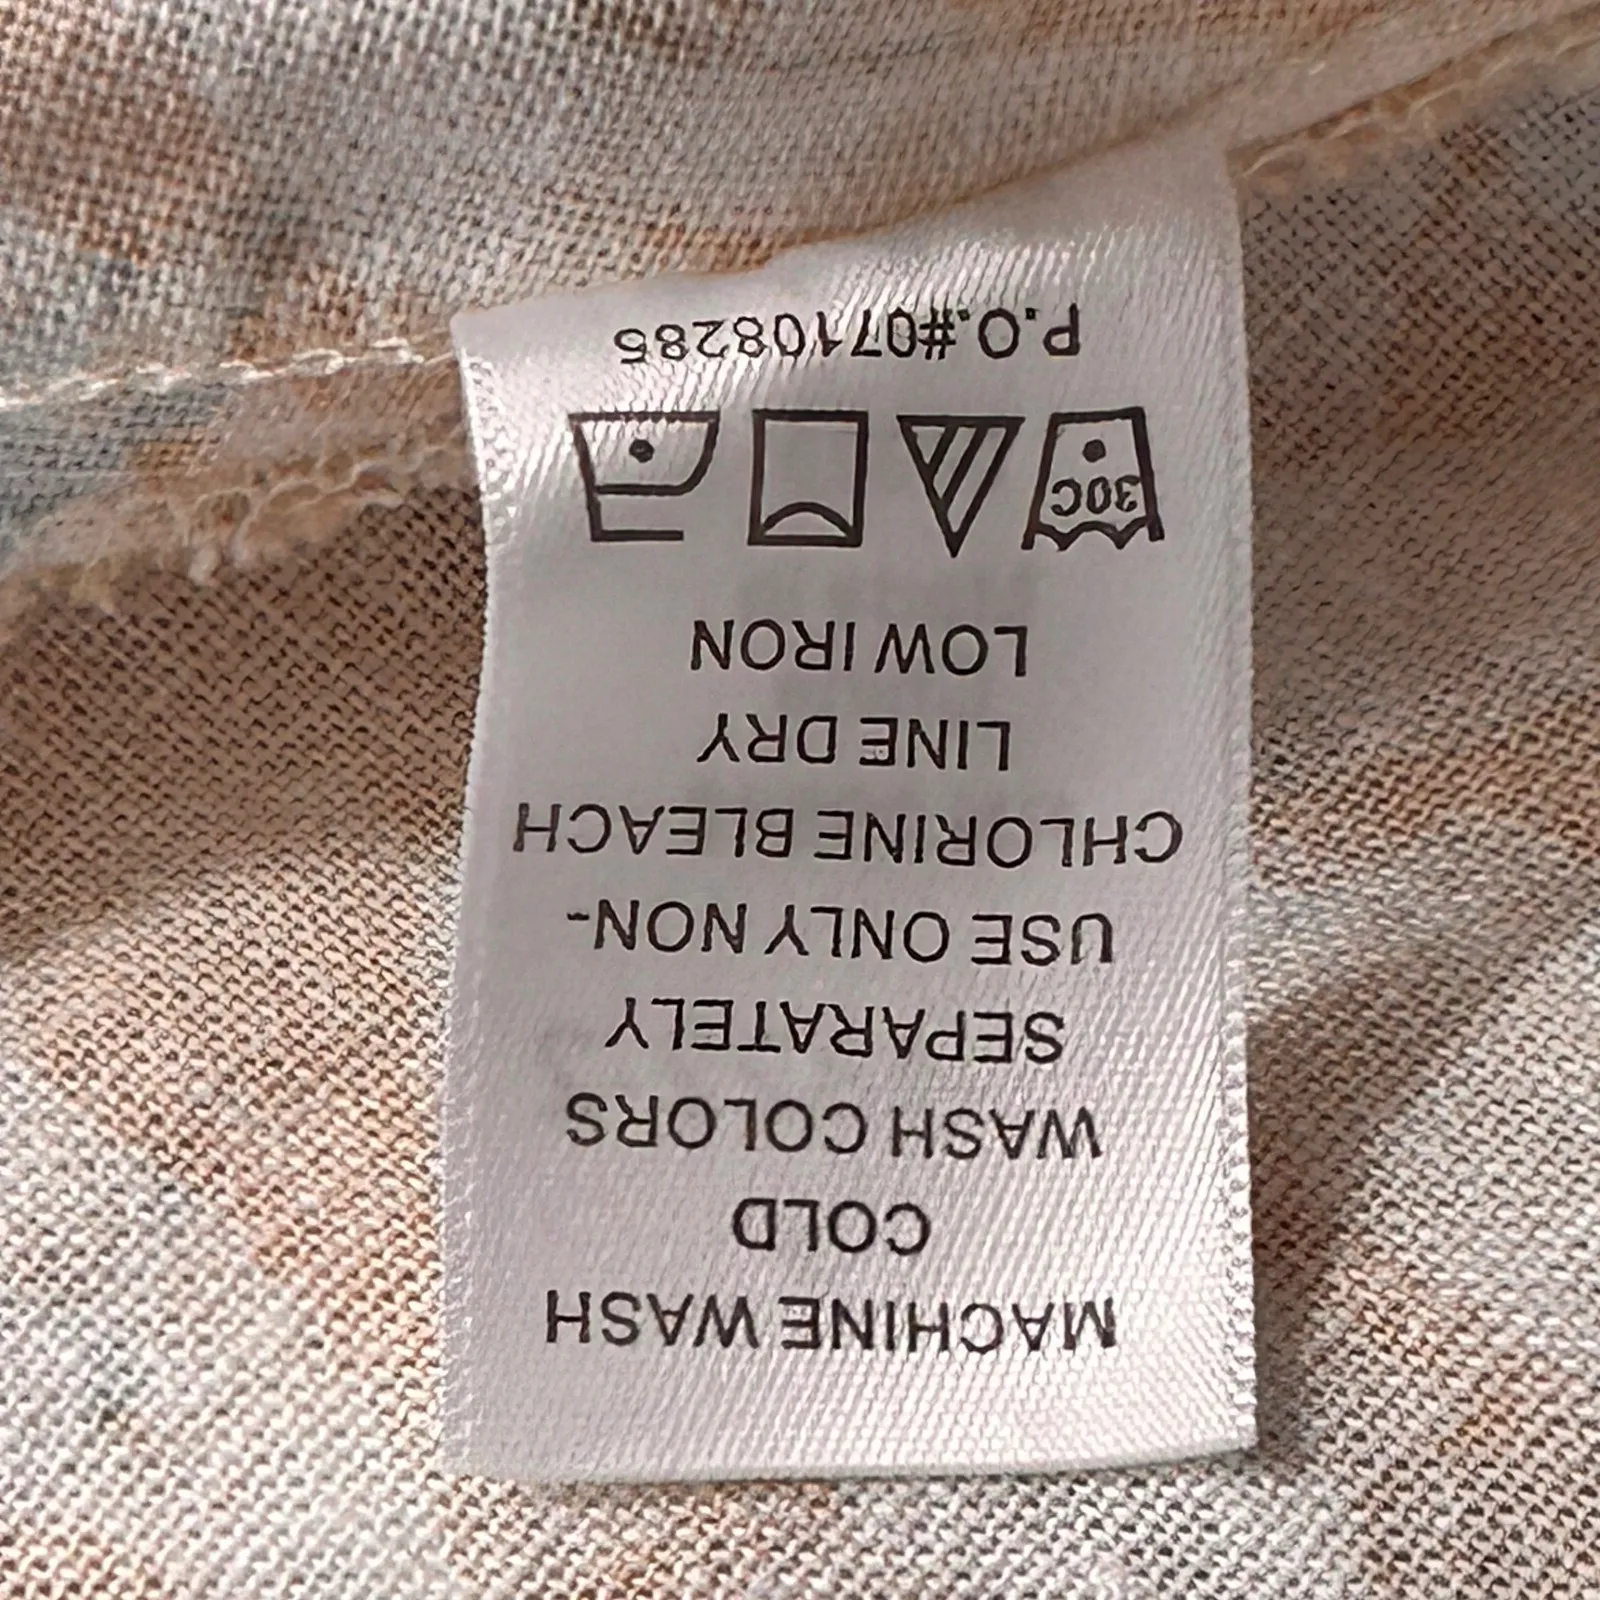 MACHINE WASH
COLD
WASH COLORS
SEPARATELY
USE ONLY NON-
CHLORINE BLEACH
LINE DRY
LOW IRON
30C
P.O.#07108285